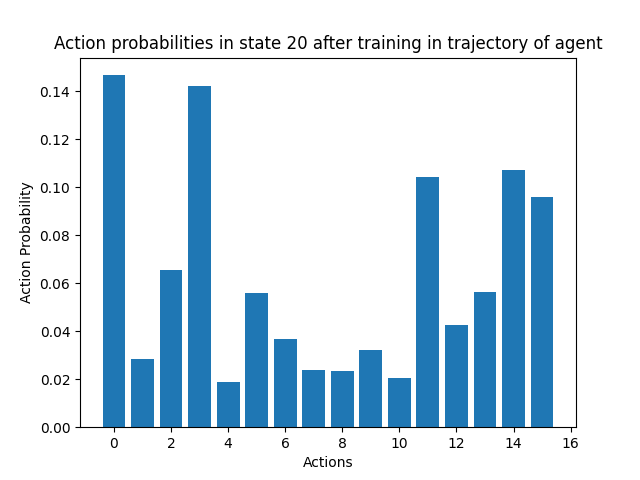 Action probabilities in state 20 after training in trajectory of agent
0.14
0.12
0.10
0.08
0.06
0.04
0.02
0.00
Action Probability
0 2 4 6 8 10 12 14 16
Actions